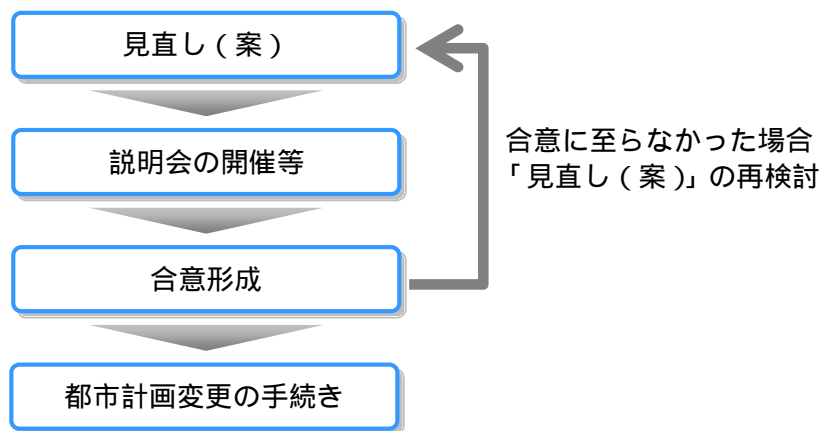 見直し（案）
説明会の開催等
合意形成
都市計画変更の手続き
合意に至らなかった場合
「見直し（案）」の再検討